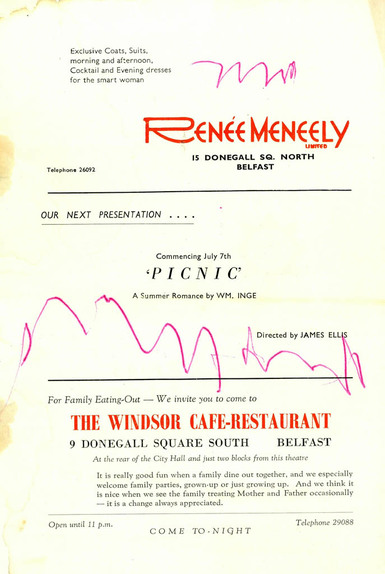 Exclusive Coats, Suits,
morning and afternoon,
Cocktail and Evening dresses
for the smart woman
RENÉE MENEELY
LIMITED
15 DONEGALL SQ. NORTH
BELFAST
Telephone 26092
OUR NEXT PRESENTATION ....
Commencing July 7th
‘PICNIC’
A Summer Romance by WM. INGE
Directed by JAMES ELLIS
For Family Eating-Out — We invite you to come to
THE WINDSOR CAFE-RESTAURANT
9 DONEGALL SQUARE SOUTH BELFAST
At the rear of the City Hall and just two blocks from this theatre
It is really good fun when a family dine out together, and we especially
welcome family parties, grown-up or just growing up. And we think it
is nice when we see the family treating Mother and Father occasionally
— it is a change always appreciated.
Open until 11 p.m.
COME TO-NIGHT
Telephone 29088